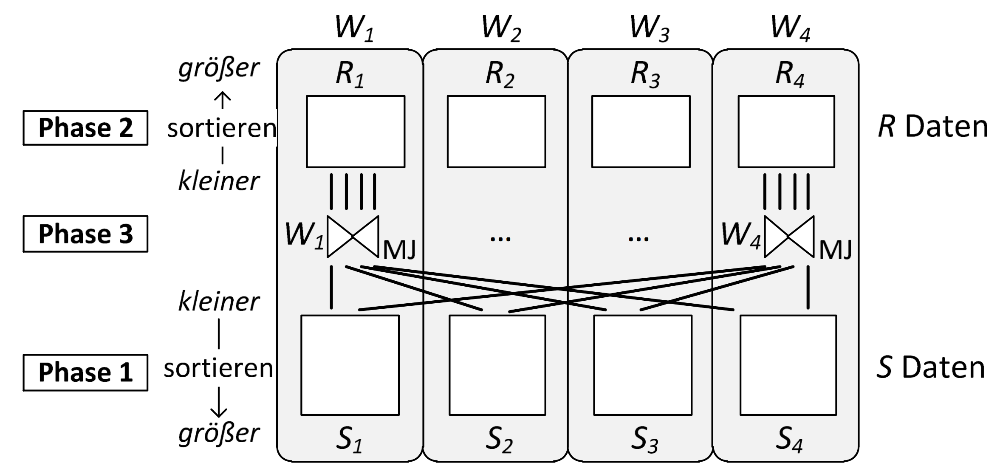 W1 W2 W3 W4
größer R1 R2 R3 R4
Phase 2 sortieren R Daten
kleiner
Phase 3 W1 MJ ... ... W4 MJ
kleiner
Phase 1 sortieren S Daten
größer S1 S2 S3 S4